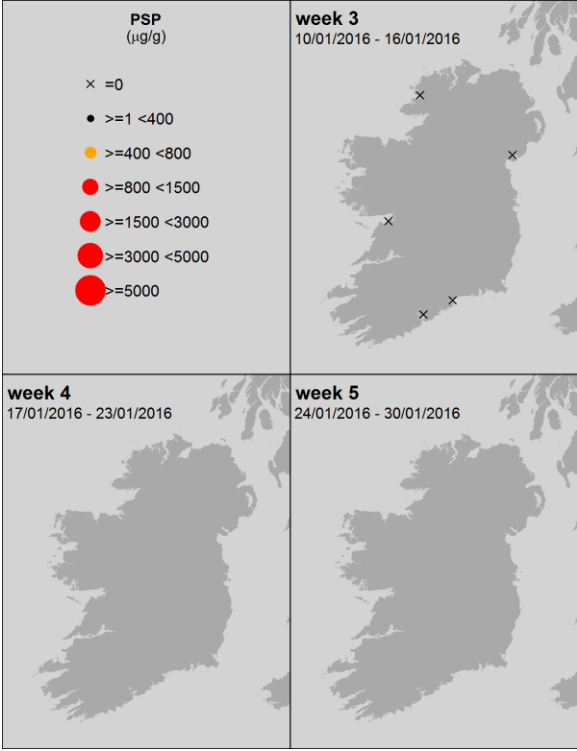 PSP
(µg/g)
=0
>=1 <400
>=400 <800
>=800 <1500
>=1500 <3000
>=3000 <5000
>=5000
week 3
10/01/2016 - 16/01/2016
week 4
17/01/2016 - 23/01/2016
week 5
24/01/2016 - 30/01/2016